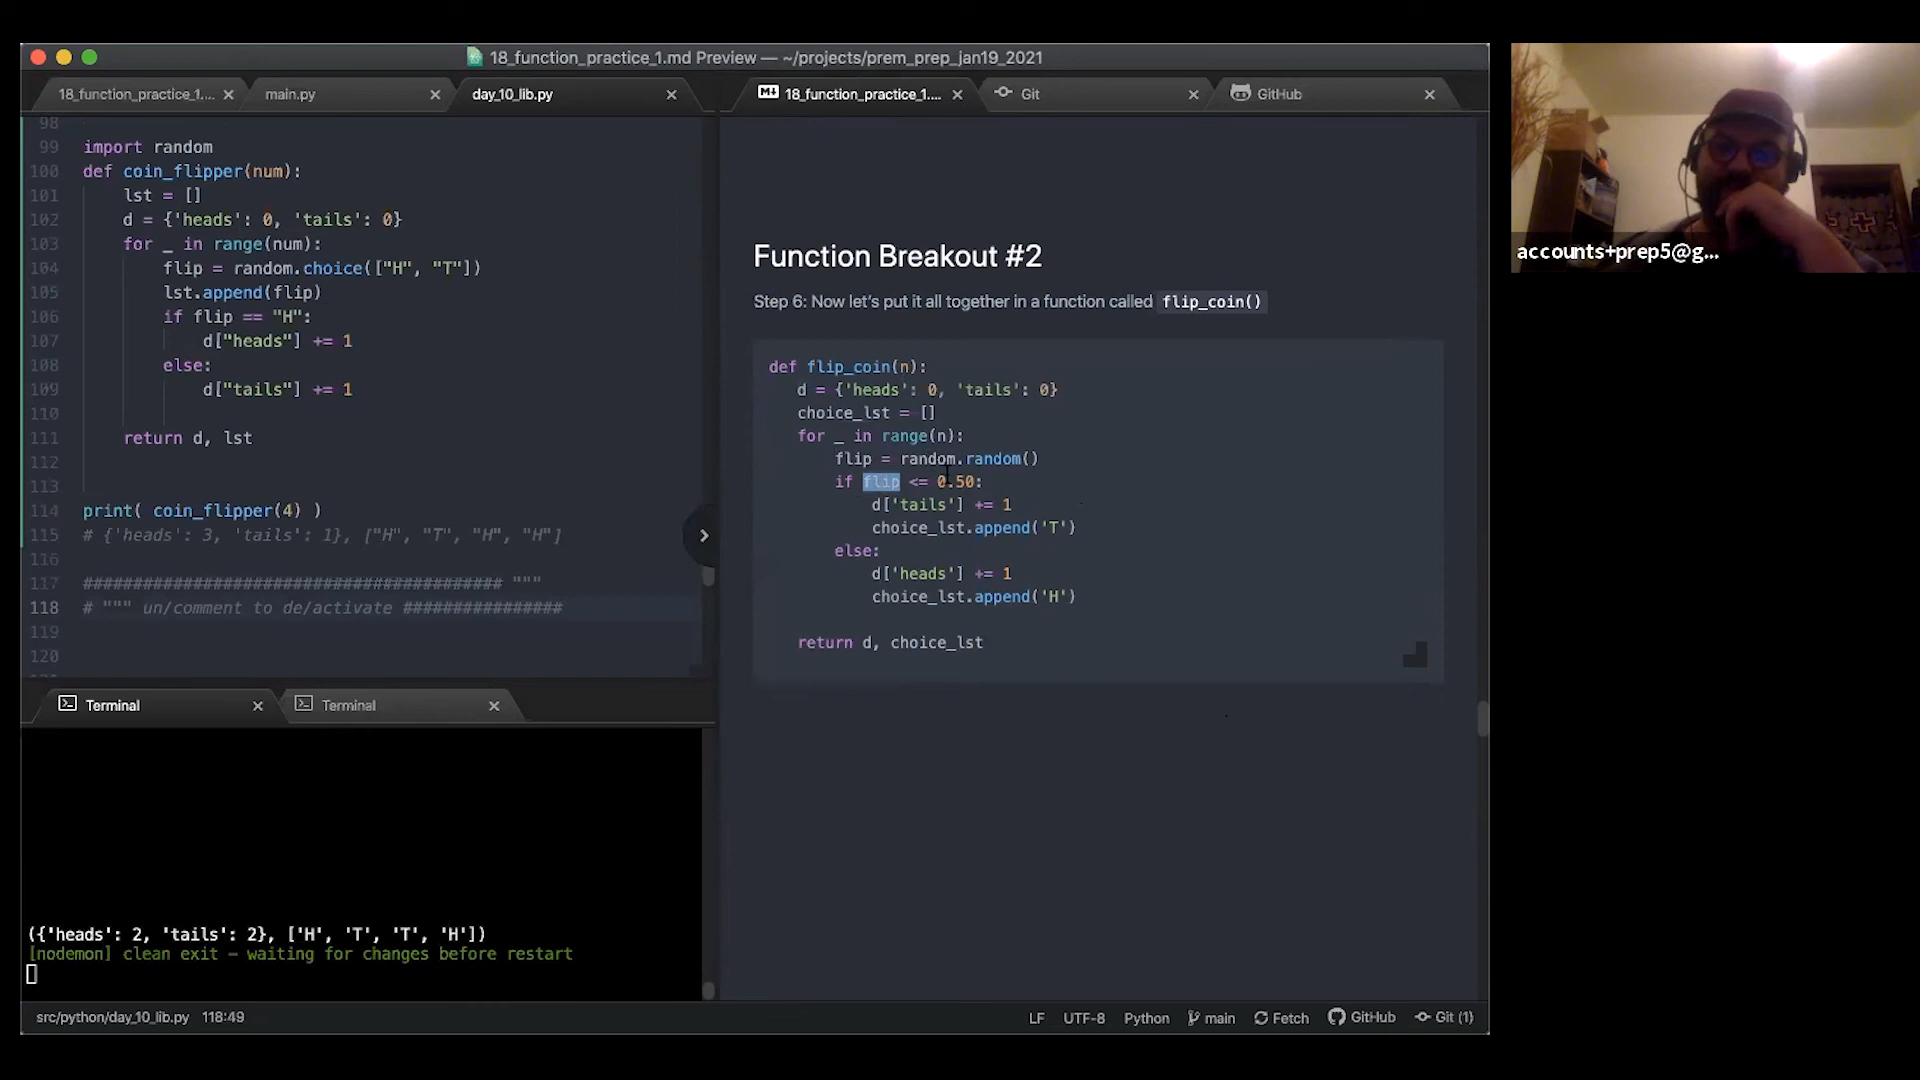 18_function_practice_1.md Preview — ~/projects/prem_prep_jan19_2021
18_function_practice_1....
main.py
day_10_lib.py
98
99 import random
100 def coin_flipper(num):
101 lst = []
102 d = {'heads': 0, 'tails': 0}
103 for _ in range(num):
104 flip = random.choice(["H", "T"])
105 lst.append(flip)
106 if flip == "H":
107 d["heads"] += 1
108 else:
109 d["tails"] += 1
110
111 return d, lst
112
113
114 print( coin_flipper(4) )
115 # {'heads': 3, 'tails': 1}, ["H", "T", "H", "H"]
116
117 ########################################## """
118 # """ un/comment to de/activate ################
119
120
Terminal
Terminal
({'heads': 2, 'tails': 2}, ['H', 'T', 'T', 'H'])
[nodemon] clean exit - waiting for changes before restart
18_function_practice_1....
Git
GitHub
Function Breakout #2
Step 6: Now let's put it all together in a function called flip_coin()
def flip_coin(n):
d = {'heads': 0, 'tails': 0}
choice_lst = []
for _ in range(n):
flip = random.random()
if flip <= 0.50:
d['tails'] += 1
choice_lst.append('T')
else:
d['heads'] += 1
choice_lst.append('H')
return d, choice_lst
src/python/day_10_lib.py 118:49
LF UTF-8 Python main Fetch GitHub Git (1)
accounts+prep5@g...